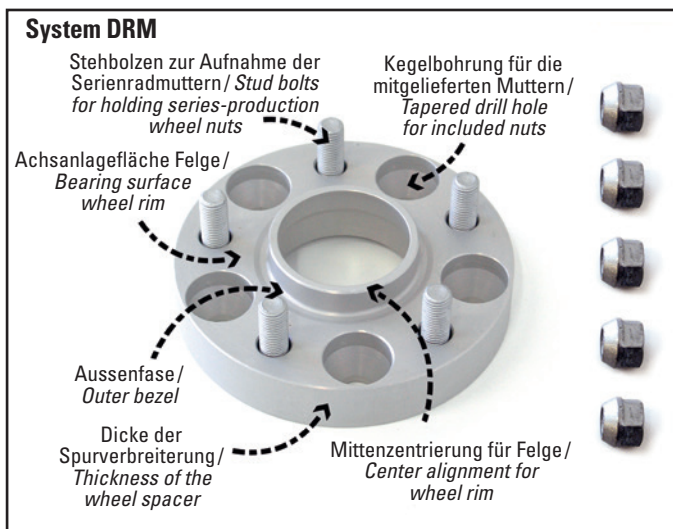 System DRM
Stehbolzen zur Aufnahme der
Serienradmuttern/Stud bolts
for holding series-production
wheel nuts
Kegelbohrung für die
mitgelieferten Muttern/
Tapered drill hole
for included nuts
Achsanlagefläche Felge/
Bearing surface
wheel rim
Aussenfase/
Outer bezel
Dicke der
Spurverbreiterung/
Thickness of the
wheel spacer
Mittenzentrierung für Felge/
Center alignment for
wheel rim